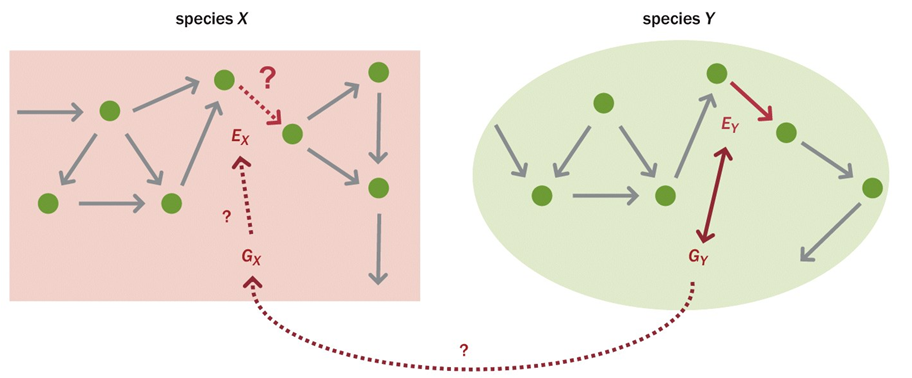 species X
species Y
?
E_X
E_Y
?
G_X
G_Y
?